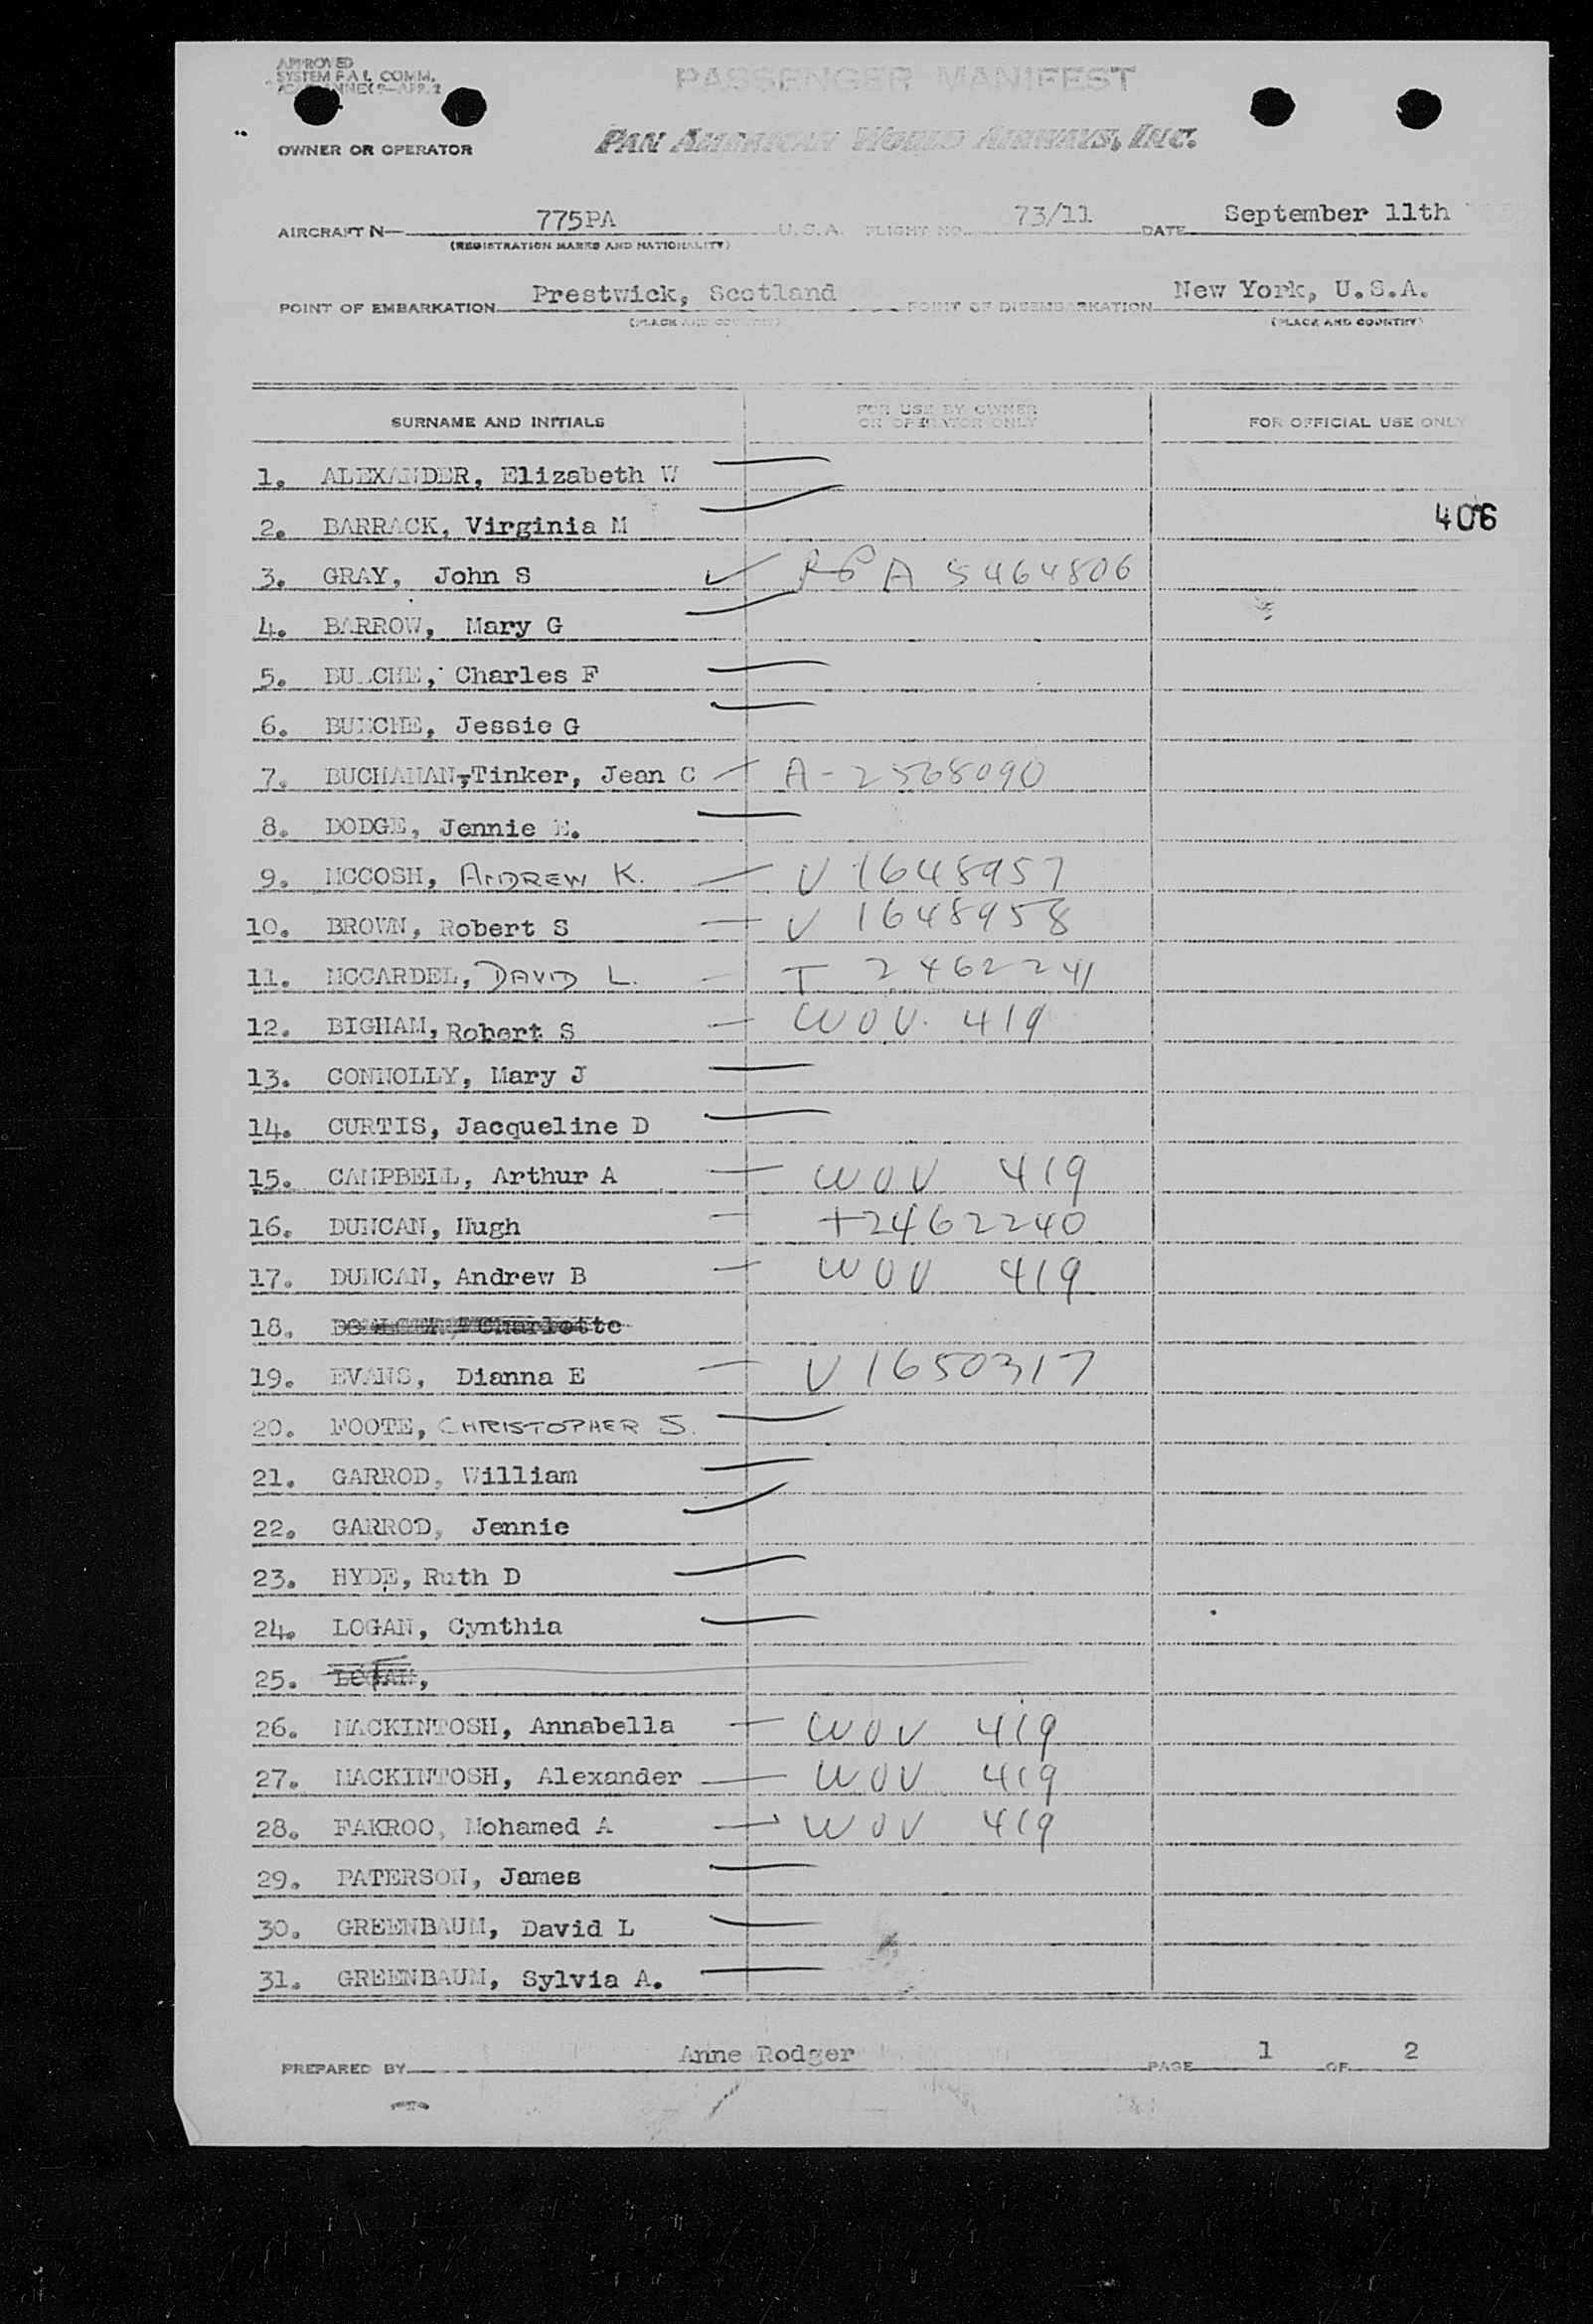 APPROVED
SYSTEM F.A.L. COMM.
PASSENGER MANIFEST
OWNER OR OPERATOR PAN AMERICAN WORLD AIRWAYS, INC.
AIRCRAFT N— 775PA U.S.A. FLIGHT NO. 73/11 DATE September 11th
(REGISTRATION MARKS AND NATIONALITY)
POINT OF EMBARKATION Prestwick, Scotland POINT OF DISEMBARKATION New York, U.S.A.
(PLACE AND COUNTRY) (PLACE AND COUNTRY)
SURNAME AND INITIALS FOR USE BY OWNER OR OPERATOR ONLY FOR OFFICIAL USE ONLY
1. ALEXANDER, Elizabeth W
406
2. BARRACK, Virginia M
3. GRAY, John S A 5464806
4. BARROW, Mary G
5. Charles F
6. BUNCHE, Jessie G
7. BUCHANAN-Tinker, Jean C A-2568090
8. DODGE, Jennie E.
9. MCCOSH, ANDREW K. V 1648957
10. BROWN, Robert S V 1648958
11. MCCARDEL, DAVID L. T 2462241
12. BIGHAM, Robert S WOV. 419
13. CONNOLLY, Mary J
14. CURTIS, Jacqueline D
15. CAMPBELL, Arthur A WOV 419
16. DUNCAN, Hugh T2462240
17. DUNCAN, Andrew B WOV 419
18. Charlotte
19. EVANS, Dianna E V 1650317
20. FOOTE, CHRISTOPHER S.
21. GARROD, William
22. GARROD, Jennie
23. HYDE, Ruth D
24. LOGAN, Cynthia
25. LOGAN,
26. MACKINTOSH, Annabella WOV 419
27. MACKINTOSH, Alexander WOV 419
28. FAKROO, Mohamed A WOV 419
29. PATERSON, James
30. GREENBAUM, David L
31. GREENBAUM, Sylvia A.
PREPARED BY Anne Rodger PAGE 1 OF 2